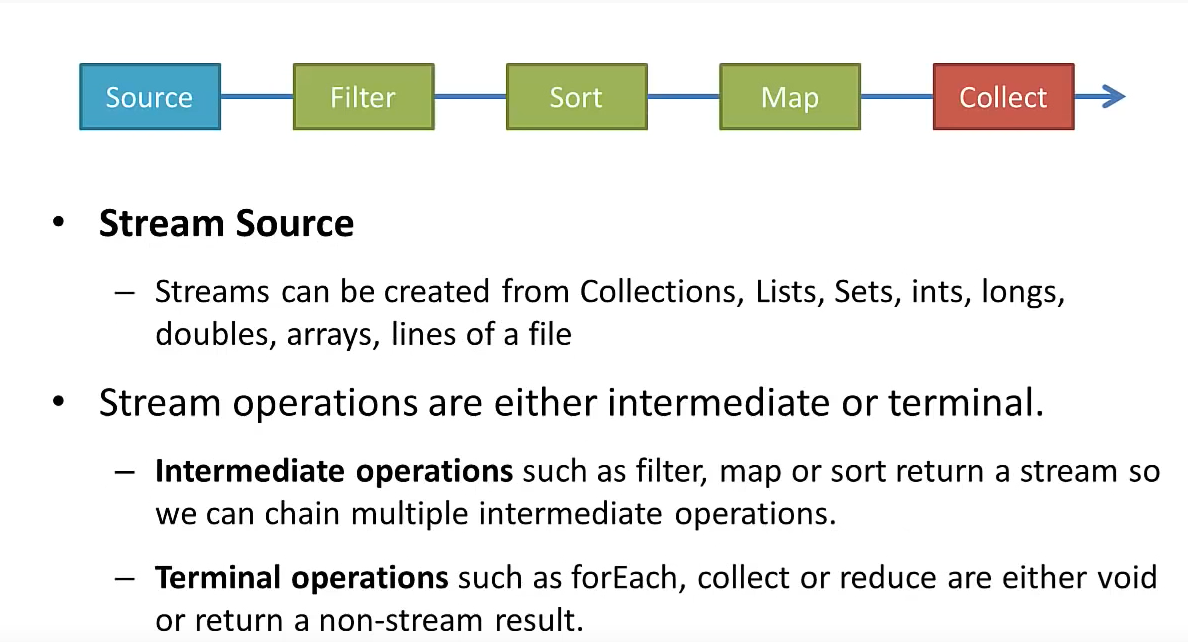 Source Filter Sort Map Collect
• Stream Source
– Streams can be created from Collections, Lists, Sets, ints, longs,
doubles, arrays, lines of a file
• Stream operations are either intermediate or terminal.
– Intermediate operations such as filter, map or sort return a stream so
we can chain multiple intermediate operations.
– Terminal operations such as forEach, collect or reduce are either void
or return a non-stream result.